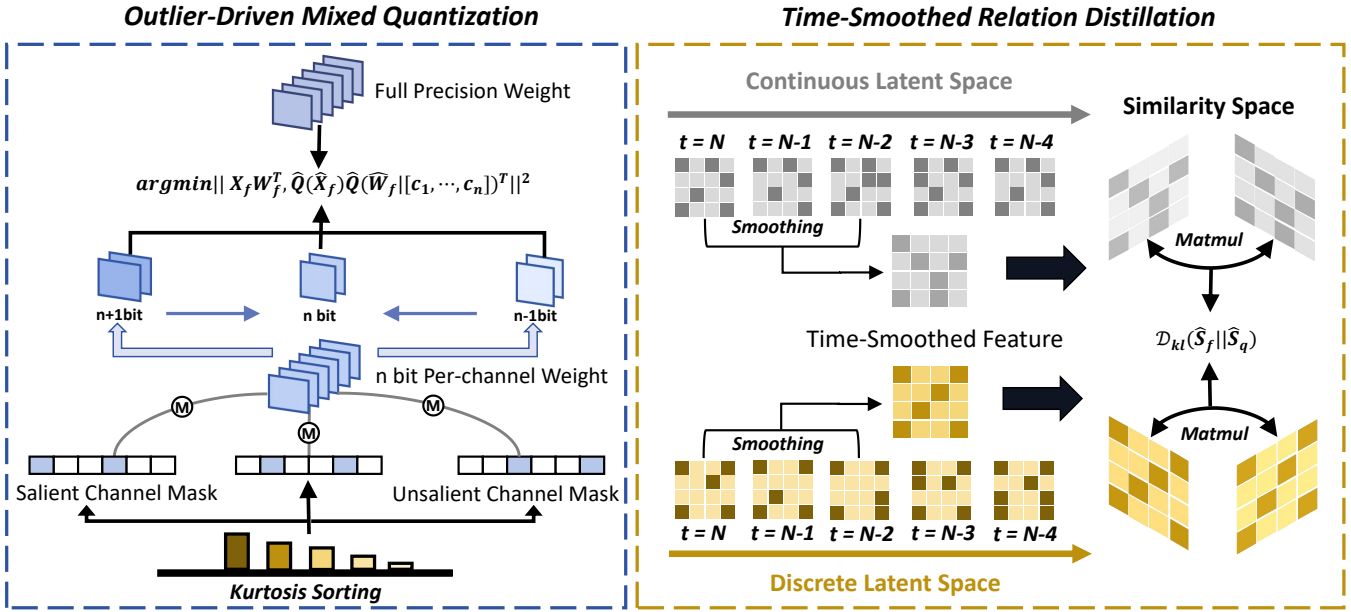 Outlier-Driven Mixed Quantization
Full Precision Weight
argmin|| X_f W_f^T, Q̂(X̂_f)Q̂(Ŵ_f|[c_1, ⋯, c_n])^T||^2
n+1bit
n bit
n-1bit
n bit Per-channel Weight
M
M
M
Salient Channel Mask
Unsalient Channel Mask
Kurtosis Sorting
Time-Smoothed Relation Distillation
Continuous Latent Space
Similarity Space
t = N
t = N-1
t = N-2
t = N-3
t = N-4
Smoothing
Matmul
Time-Smoothed Feature
𝒟_kl(Ŝ_f||Ŝ_q)
Smoothing
Matmul
t = N
t = N-1
t = N-2
t = N-3
t = N-4
Discrete Latent Space